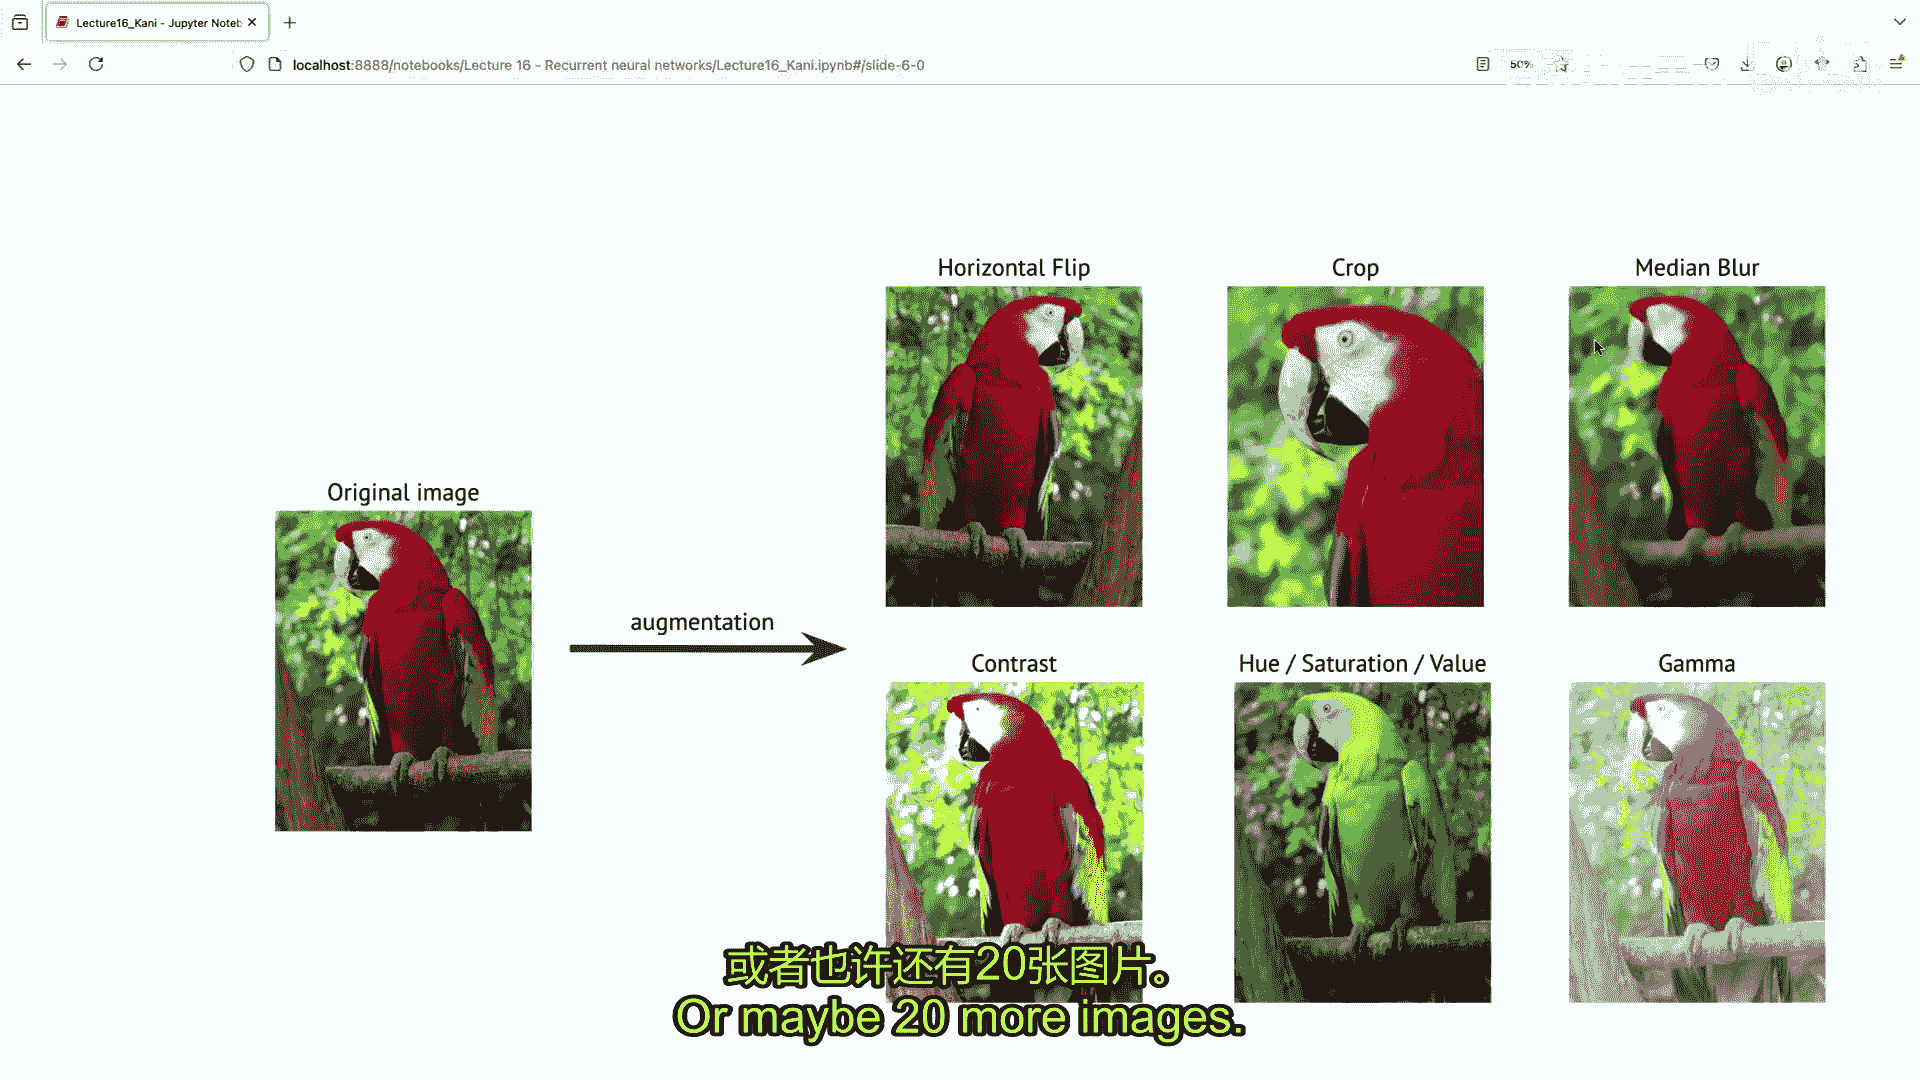 Lecture16_Kani - Jupyter Noteb
localhost:8888/notebooks/Lecture 16 - Recurrent neural networks/Lecture16_Kani.ipynb#/slide-6-0
50%
Horizontal Flip
Crop
Median Blur
Original image
augmentation
Contrast
Hue / Saturation / Value
Gamma
或者也许还有20张图片。
Or maybe 20 more images.